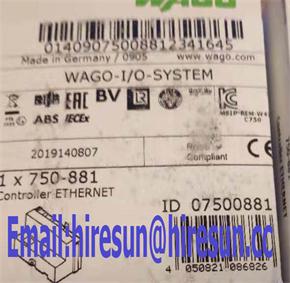 WAGO
01409075008812341645
Made in Germany / 0905 www.wago.com
WAGO-I/O-SYSTEM
EAC BV
ABS IECEx
2019140807
Compliant
1 x 750-881
Controller ETHERNET
ID 07500881
Email:hiresun@hiresun.cc
4 050821 086826